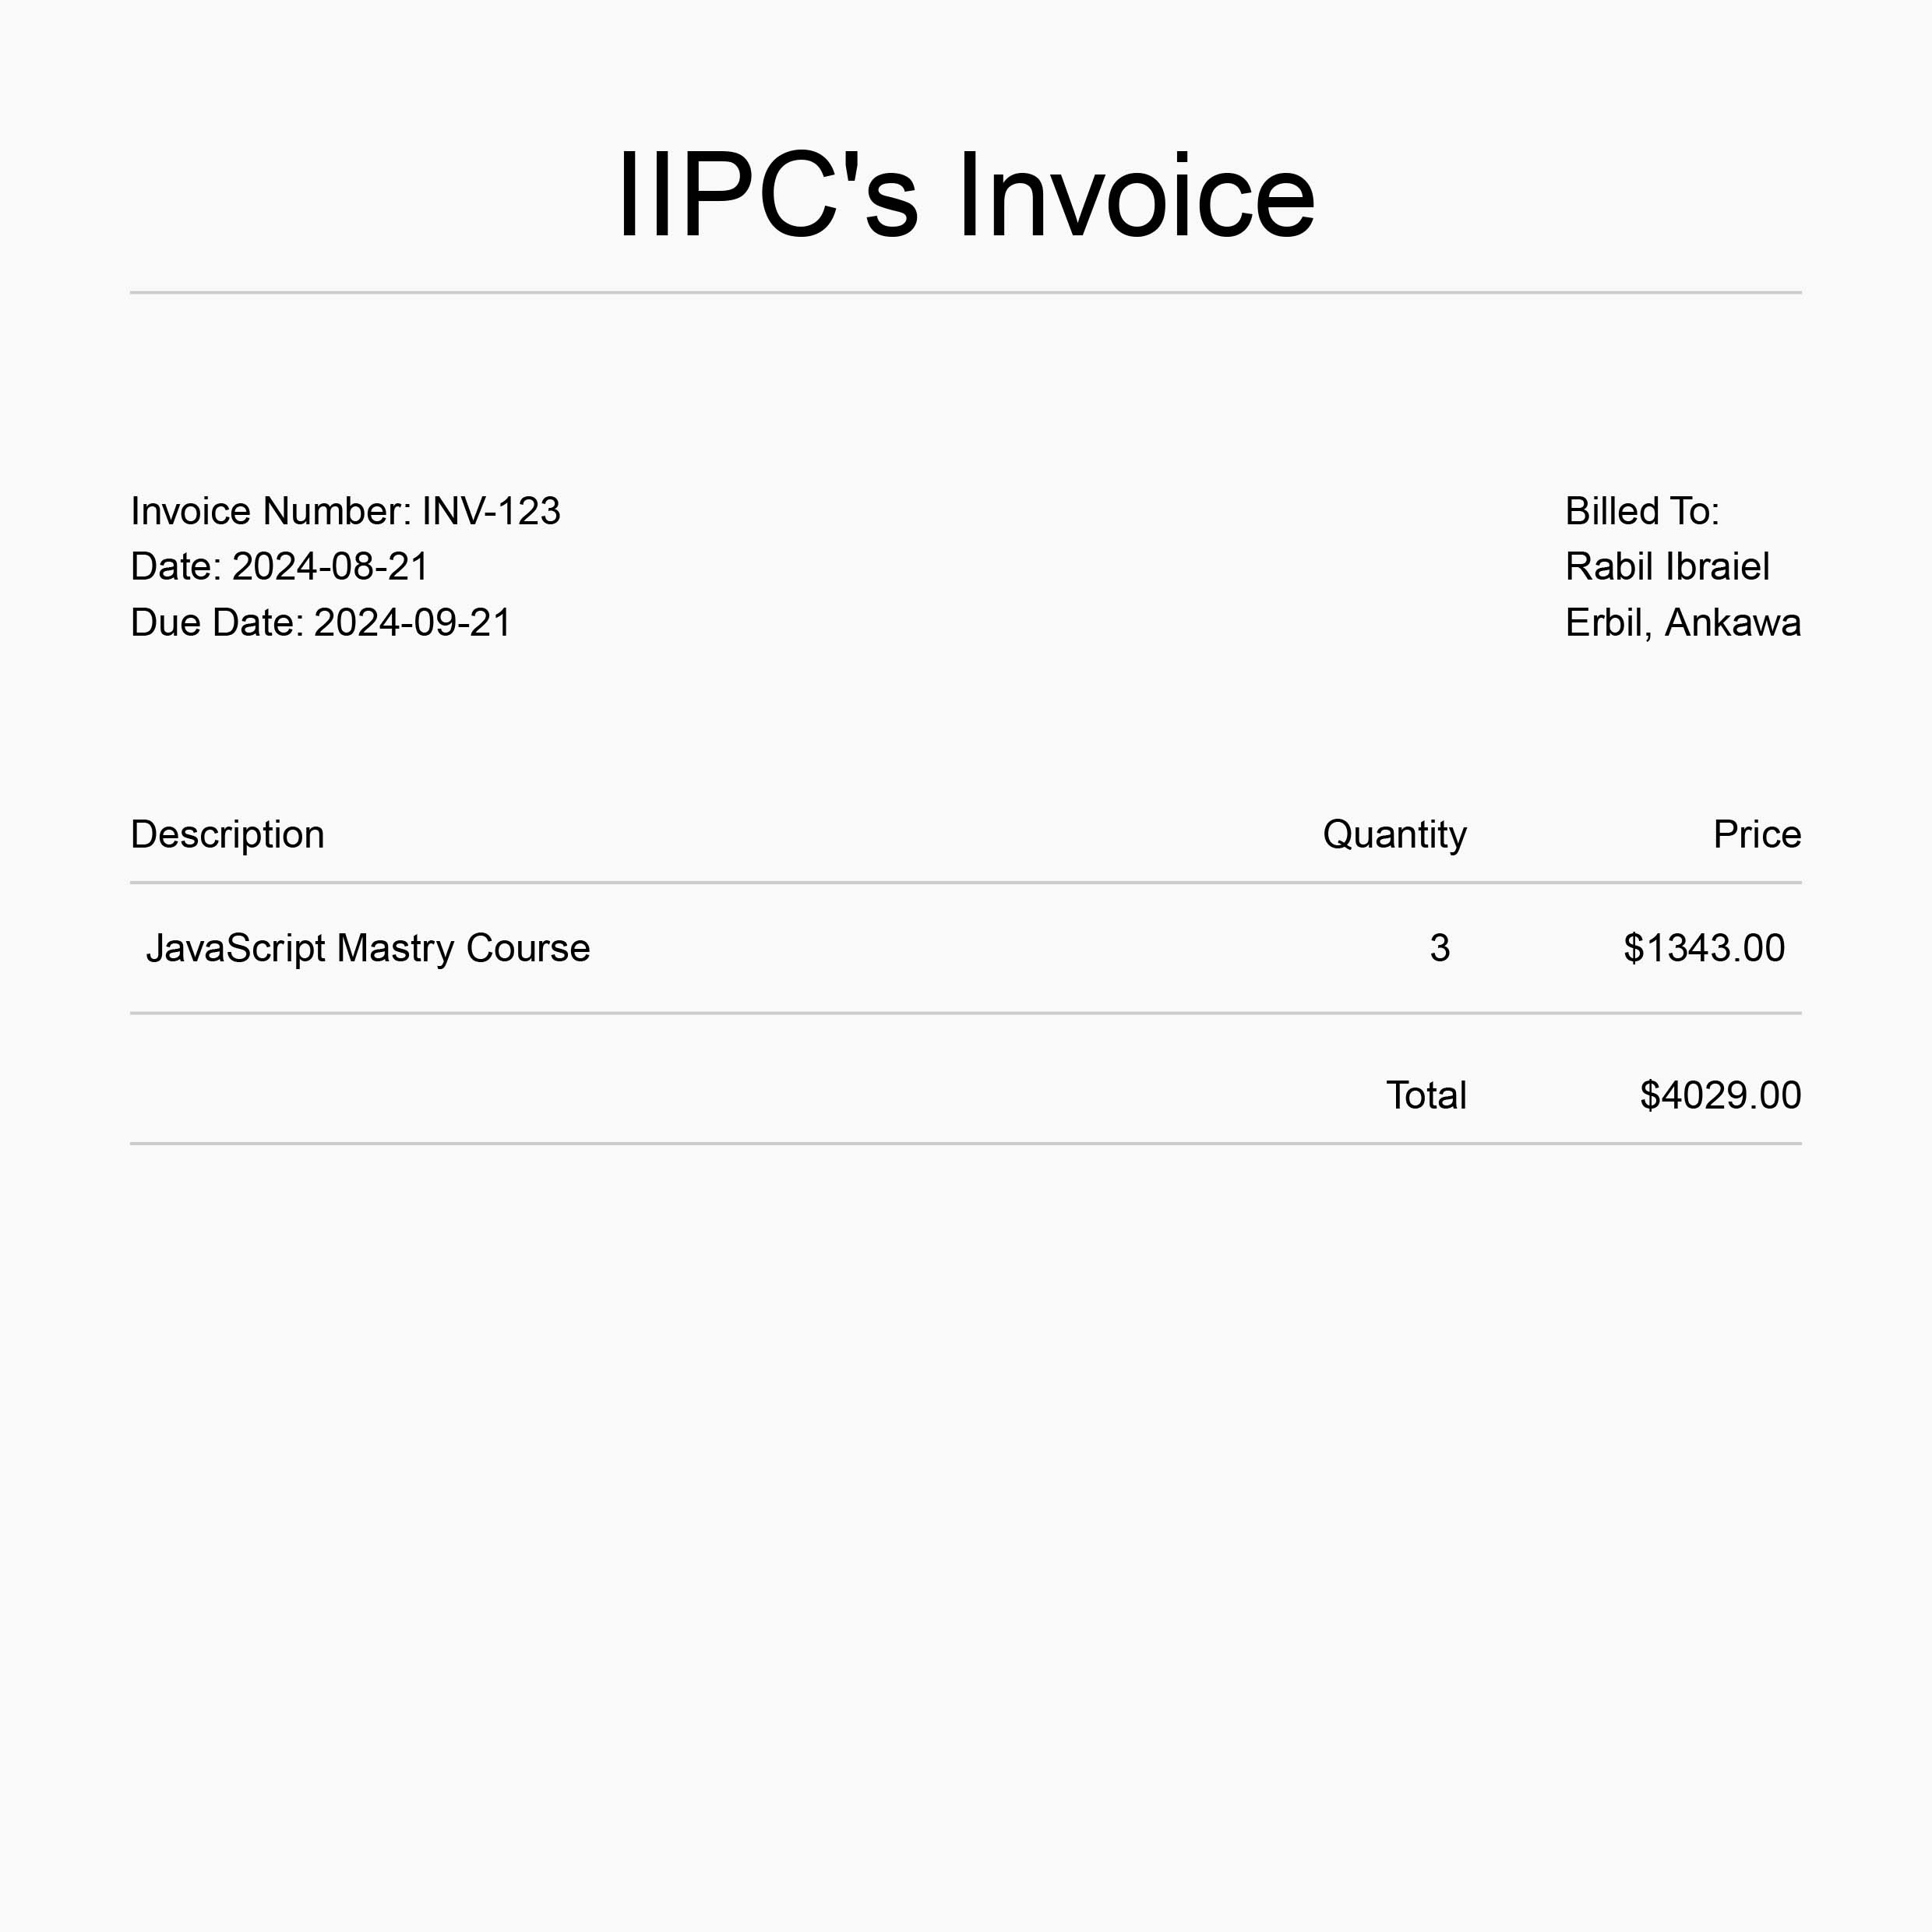 IIPC's Invoice
Invoice Number: INV-123
Date: 2024-08-21
Due Date: 2024-09-21
Billed To:
Rabil Ibraiel
Erbil, Ankawa
Description Quantity Price
JavaScript Mastry Course 3 $1343.00
Total $4029.00